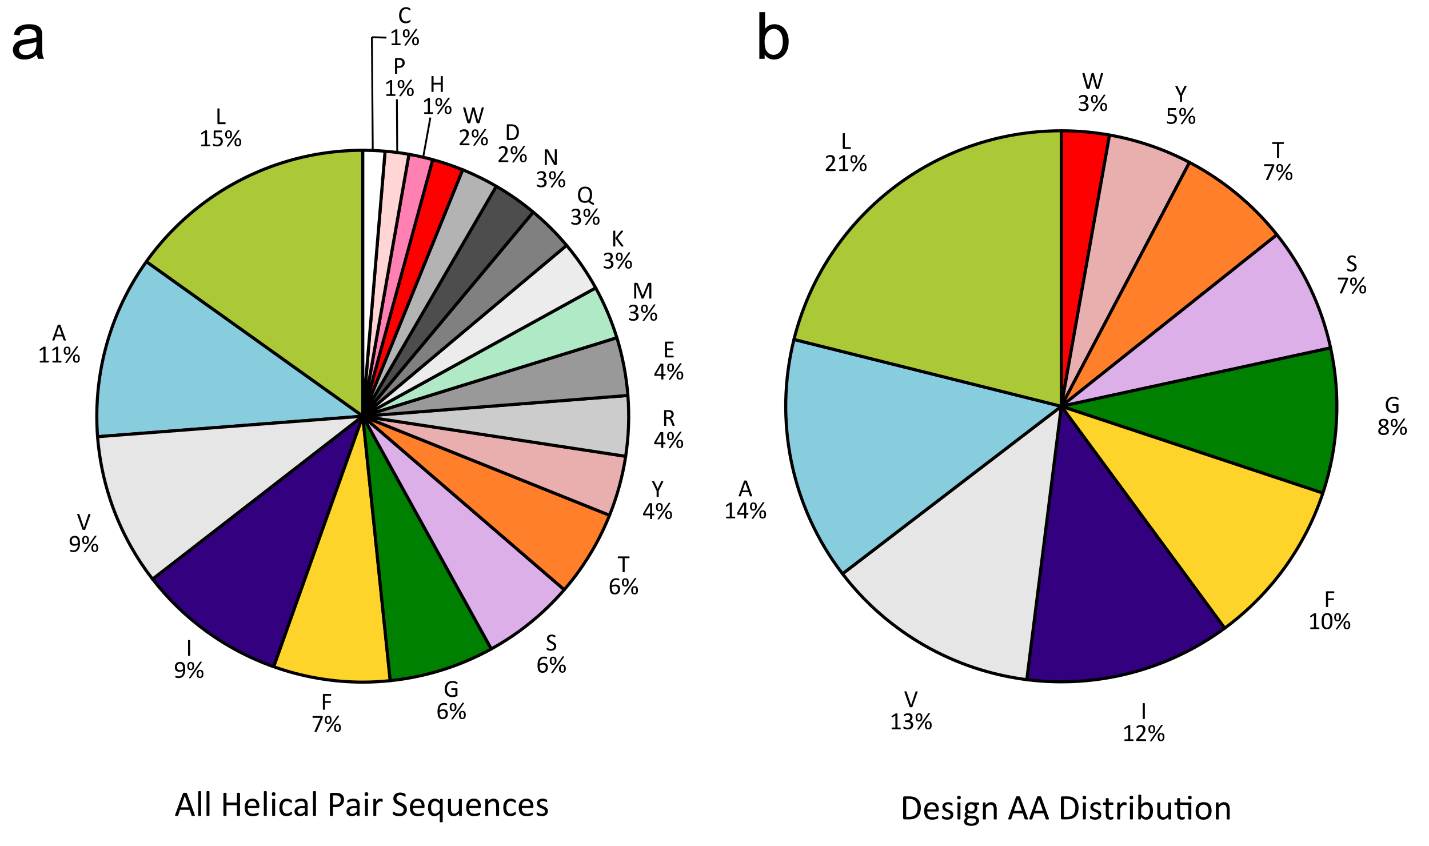 a
C
1%
P
1%
H
1%
W
2%
D
2%
N
3%
Q
3%
K
3%
M
3%
E
4%
R
4%
Y
4%
T
6%
S
6%
G
6%
F
7%
I
9%
V
9%
A
11%
L
15%
All Helical Pair Sequences
b
W
3%
Y
5%
T
7%
S
7%
G
8%
F
10%
I
12%
V
13%
A
14%
L
21%
Design AA Distribution